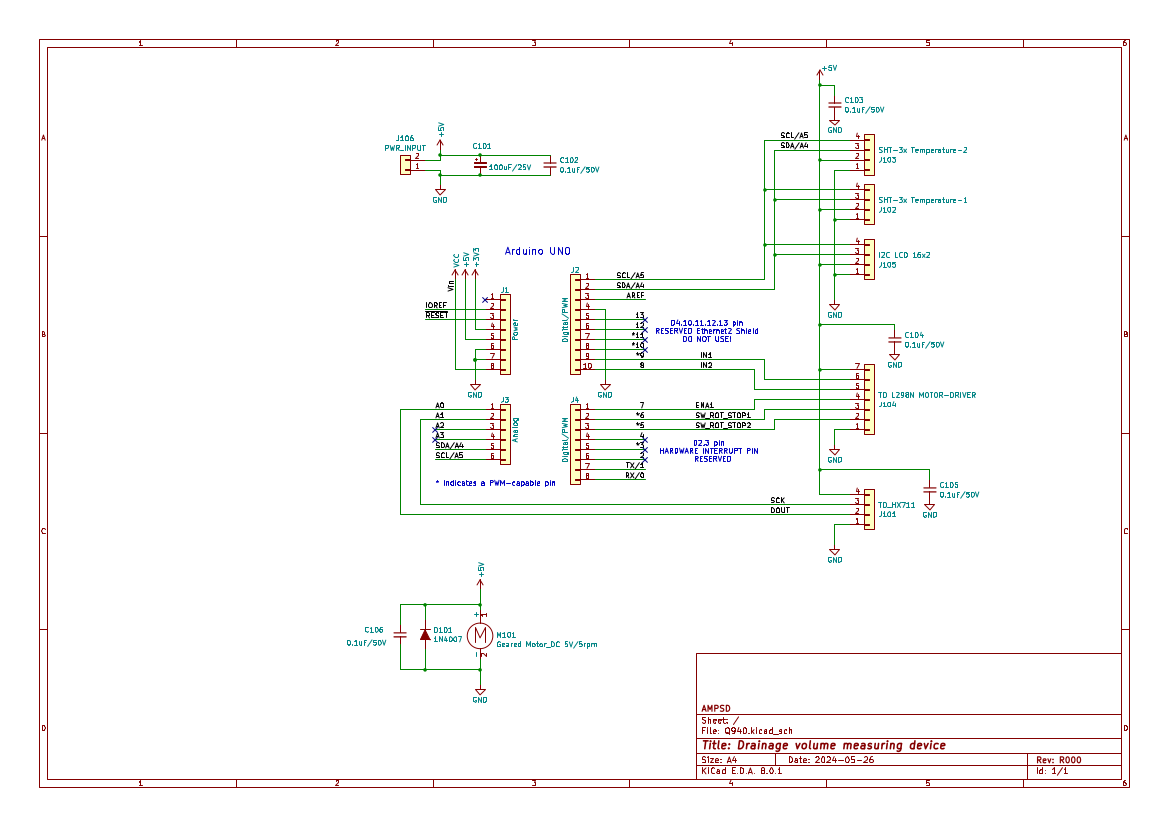 1 2 3 4 5 6
A
B
C
D
+5V
C103
0.1uF/50V
GND
J106
PWR_INPUT
2
1
+5V
GND
C101
100uF/25V
C102
0.1uF/50V
SCL/A5
SDA/A4
4
3
2
1
SHT-3x Temperature-2
J103
4
3
2
1
SHT-3x Temperature-1
J102
4
3
2
1
I2C LCD 16x2
J105
GND
Arduino UNO
VCC
+5V
+3V3
Vin
IOREF
RESET
J1
1
2
3
4
5
6
7
8
Power
GND
J2
Digital/PWM
1
2
3
4
5
6
7
8
9
10
SCL/A5
SDA/A4
AREF
13
12
*11
*10
*9
8
IN1
IN2
GND
D4.10.11.12.13 pin
RESERVED Ethernet2 Shield
DO NOT USE!
C104
0.1uF/50V
GND
7
6
5
4
3
2
1
TO L298N MOTOR-DRIVER
J104
GND
J3
A0
A1
A2
A3
SDA/A4
SCL/A5
1
2
3
4
5
6
Analog
J4
Digital/PWM
1
2
3
4
5
6
7
8
7
*6
*5
4
*3
2
TX/1
RX/0
ENA1
SW_ROT_STOP1
SW_ROT_STOP2
D2.3 pin
HARDWARE INTERRUPT PIN
RESERVED
* Indicates a PWM-capable pin
SCK
DOUT
C105
0.1uF/50V
GND
4
3
2
1
TO_HX711
J101
GND
+5V
C106
0.1uF/50V
D101
1N4007
+
1
M
-
2
M101
Geared Motor_DC 5V/5rpm
GND
AMPSD
Sheet: /
File: Q940.kicad_sch
Title: Drainage volume measuring device
Size: A4 Date: 2024-05-26 Rev: R000
KiCad E.D.A. 8.0.1 Id: 1/1
A
B
C
D
1 2 3 4 5 6